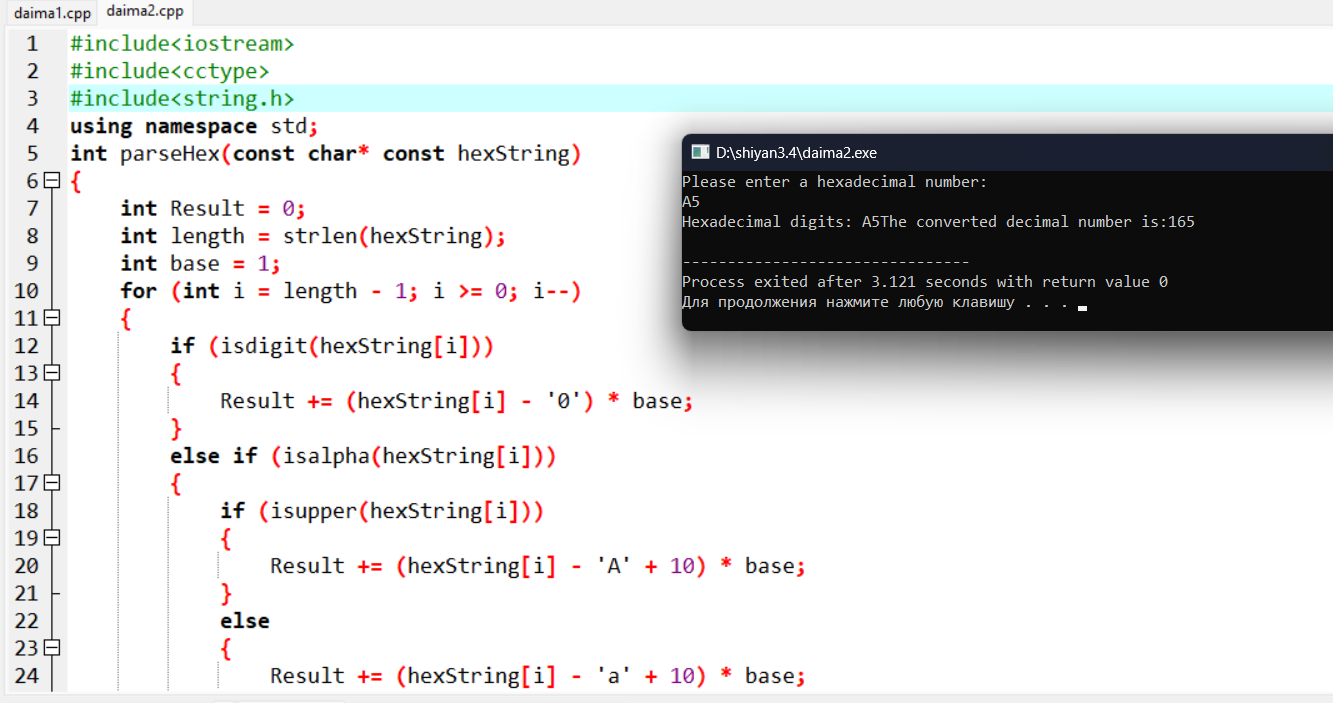 daima1.cpp daima2.cpp
1 #include<iostream>
2 #include<cctype>
3 #include<string.h>
4 using namespace std;
5 int parseHex(const char* const hexString)
6 {
7 int Result = 0;
8 int length = strlen(hexString);
9 int base = 1;
10 for (int i = length - 1; i >= 0; i--)
11 {
12 if (isdigit(hexString[i]))
13 {
14 Result += (hexString[i] - '0') * base;
15 }
16 else if (isalpha(hexString[i]))
17 {
18 if (isupper(hexString[i]))
19 {
20 Result += (hexString[i] - 'A' + 10) * base;
21 }
22 else
23 {
24 Result += (hexString[i] - 'a' + 10) * base;
D:\shiyan3.4\daima2.exe
Please enter a hexadecimal number:
A5
Hexadecimal digits: A5The converted decimal number is:165
--------------------------------
Process exited after 3.121 seconds with return value 0
Для продолжения нажмите любую клавишу . . .